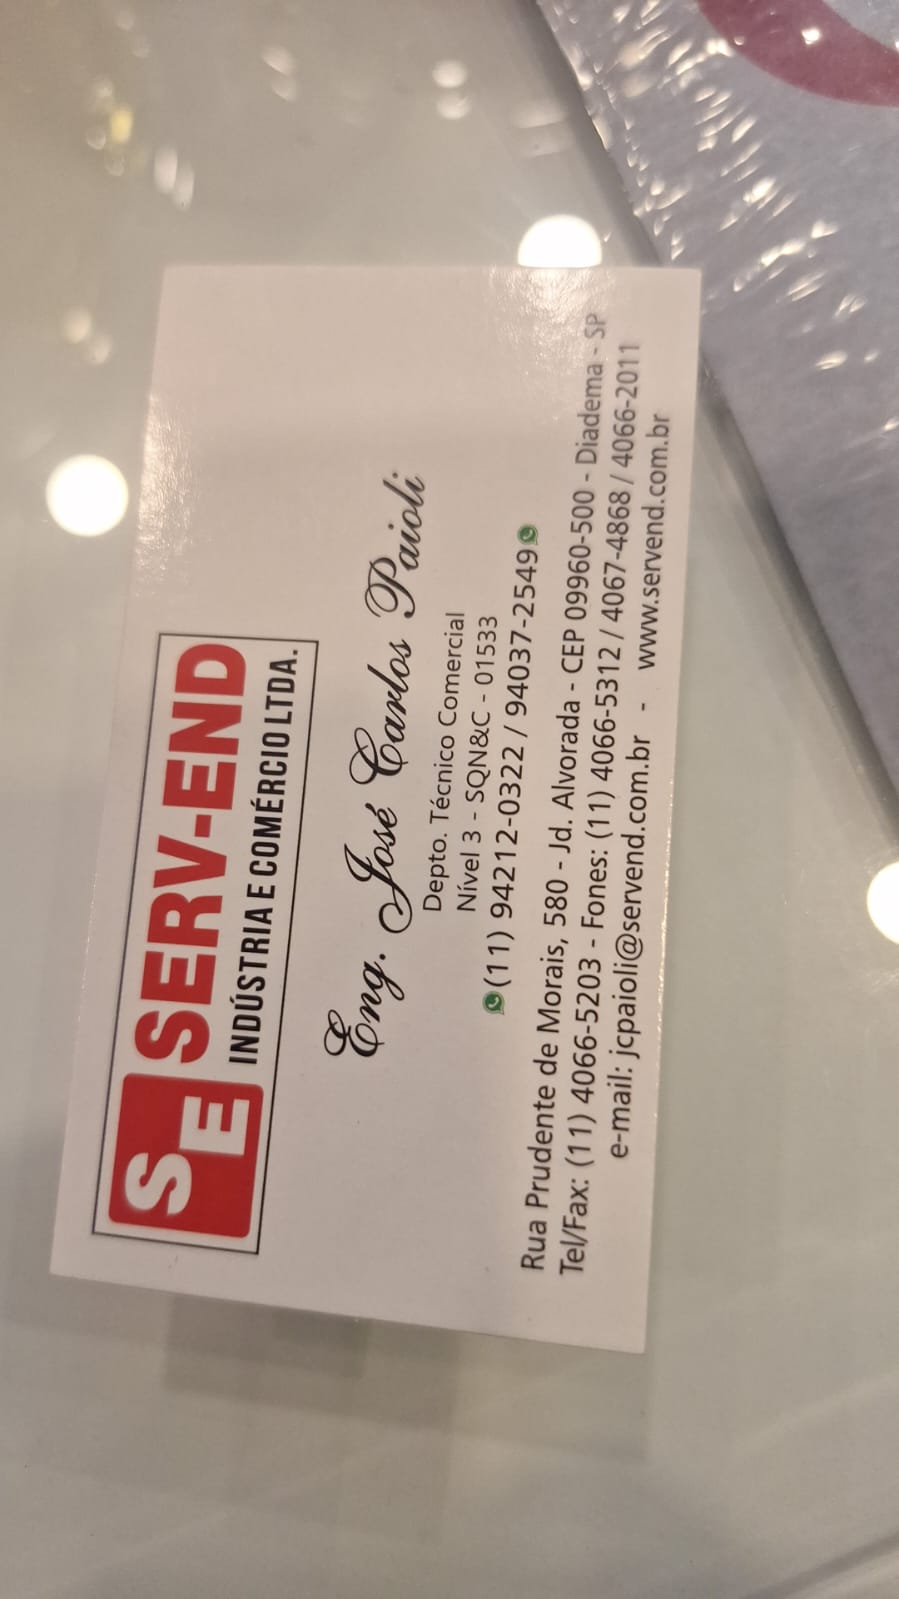 SE SERV-END
INDÚSTRIA E COMÉRCIO LTDA.
Eng. José Carlos Paioli
Depto. Técnico Comercial
Nível 3 - SQN&C - 01533
(11) 94212-0322 / 94037-2549
Rua Prudente de Morais, 580 - Jd. Alvorada - CEP 09960-500 - Diadema - SP
Tel/Fax: (11) 4066-5203 - Fones: (11) 4066-5312 / 4067-4868 / 4066-2011
e-mail: jcpaioli@servend.com.br - www.servend.com.br